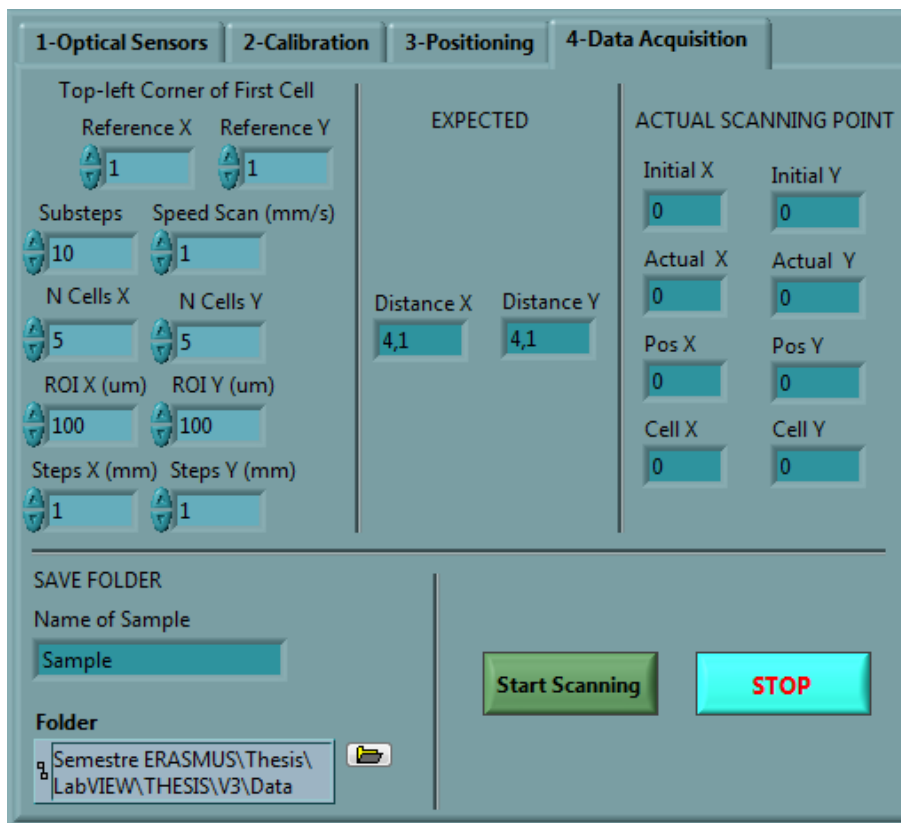 1-Optical Sensors 2-Calibration 3-Positioning 4-Data Acquisition
Top-left Corner of First Cell
Reference X Reference Y
1 1
Substeps Speed Scan (mm/s)
10 1
N Cells X N Cells Y
5 5
ROI X (um) ROI Y (um)
100 100
Steps X (mm) Steps Y (mm)
1 1
EXPECTED
Distance X Distance Y
4,1 4,1
ACTUAL SCANNING POINT
Initial X Initial Y
0 0
Actual X Actual Y
0 0
Pos X Pos Y
0 0
Cell X Cell Y
0 0
SAVE FOLDER
Name of Sample
Sample
Folder
Semestre ERASMUS\Thesis\
LabVIEW\THESIS\V3\Data
Start Scanning STOP